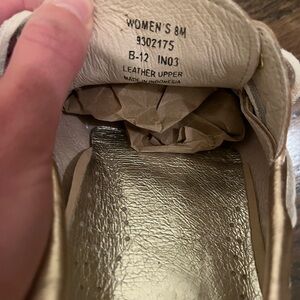 WOMEN'S 8M
9302175
B-12 IN03
LEATHER UPPER
MADE IN INDONESIA